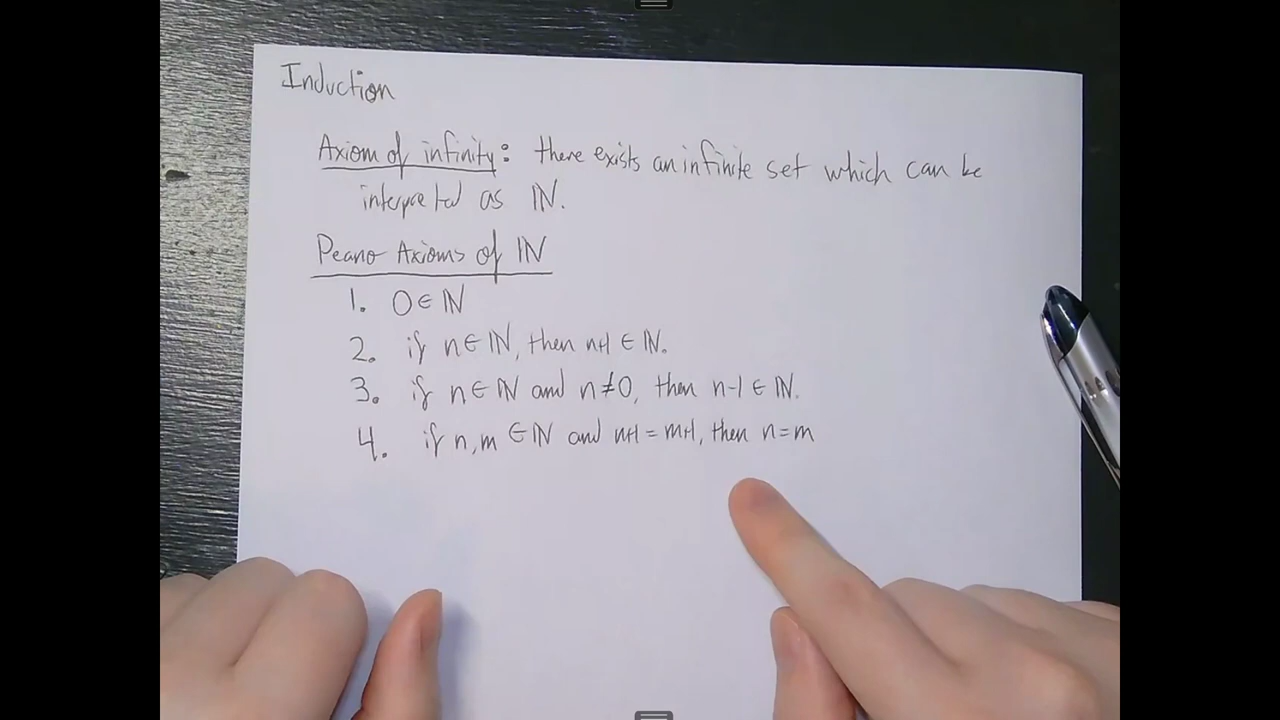 Induction
Axiom of infinity: there exists an infinite set which can be
interpreted as ℕ.
Peano Axioms of ℕ
1. 0 ∈ ℕ
2. if n ∈ ℕ, then n+1 ∈ ℕ.
3. if n ∈ ℕ and n ≠ 0, then n-1 ∈ ℕ.
4. if n, m ∈ ℕ and n+1 = m+1, then n = m